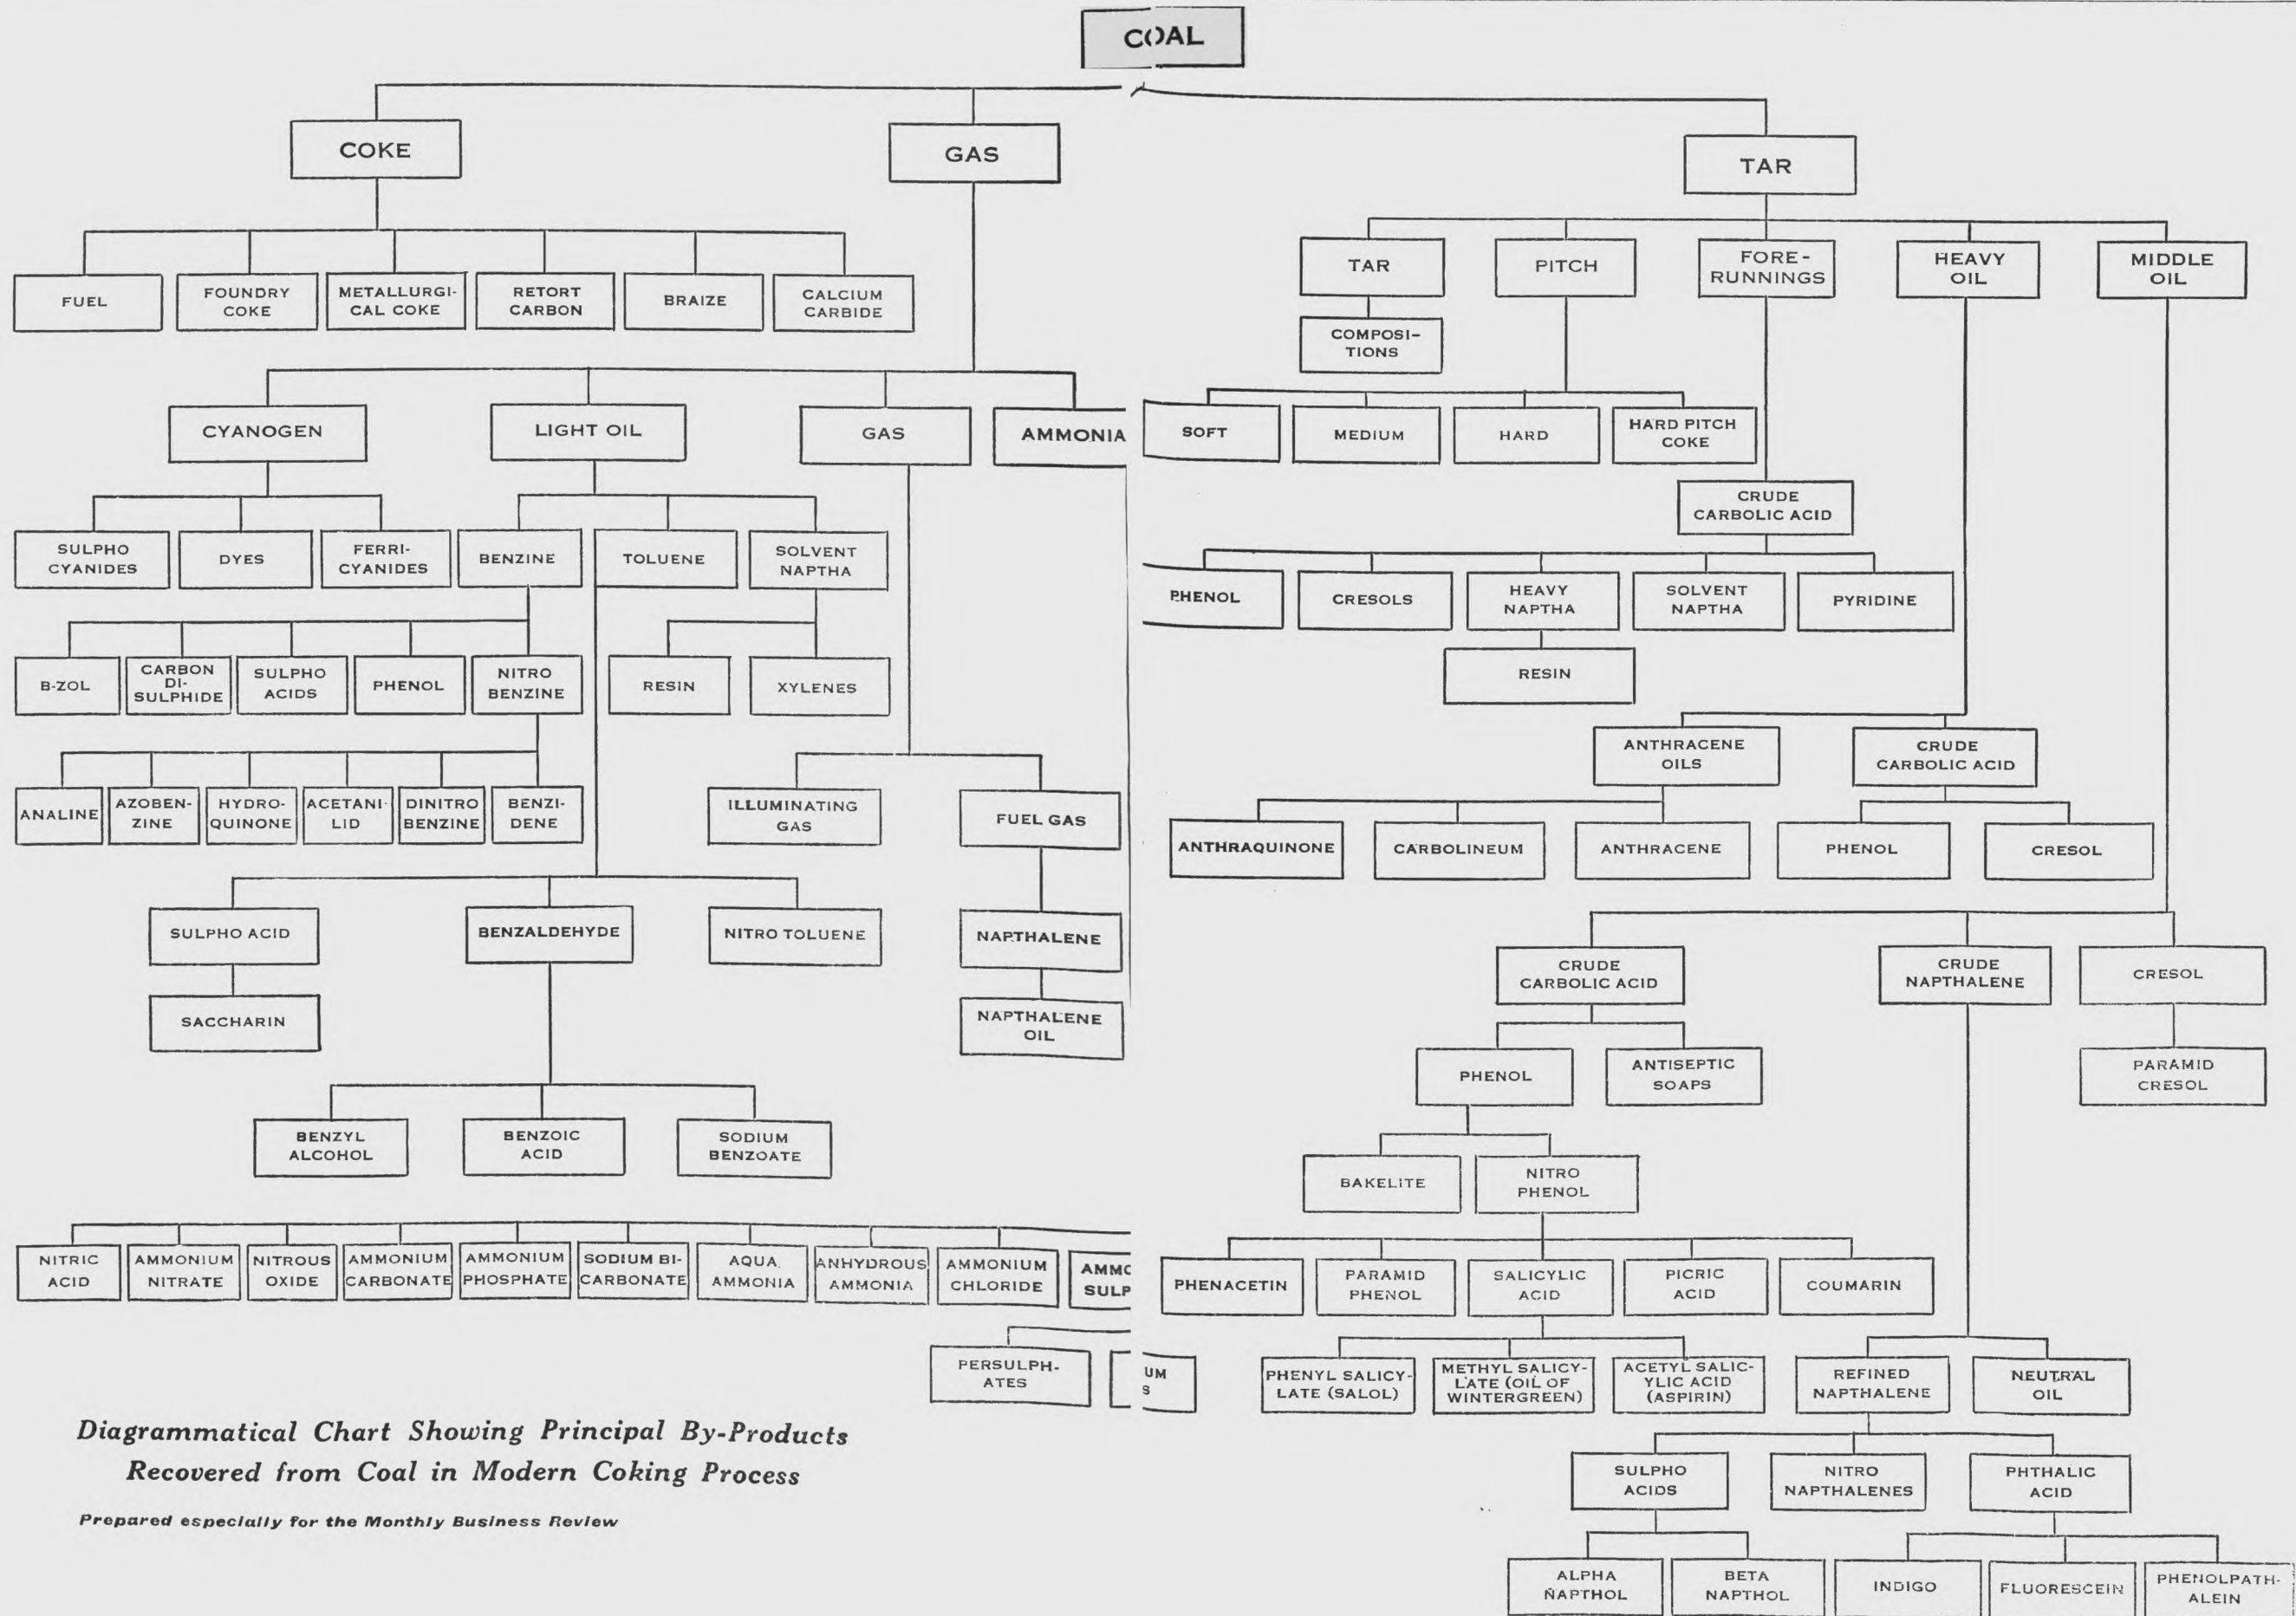 COAL
COKE
GAS
TAR
FUEL
FOUNDRY
COKE
METALLURGI-
CAL COKE
RETORT
CARBON
BRAIZE
CALCIUM
CARBIDE
TAR
PITCH
FORE-
RUNNINGS
HEAVY
OIL
MIDDLE
OIL
COMPOSI-
TIONS
CYANOGEN
LIGHT OIL
GAS
AMMONIA
SOFT
MEDIUM
HARD
HARD PITCH
COKE
CRUDE
CARBOLIC ACID
SULPHO
CYANIDES
DYES
FERRI-
CYANIDES
BENZINE
TOLUENE
SOLVENT
NAPTHA
PHENOL
CRESOLS
HEAVY
NAPTHA
SOLVENT
NAPTHA
PYRIDINE
RESIN
B-ZOL
CARBON
DI-
SULPHIDE
SULPHO
ACIDS
PHENOL
NITRO
BENZINE
RESIN
XYLENES
ANTHRACENE
OILS
CRUDE
CARBOLIC ACID
ANALINE
AZOBEN-
ZINE
HYDRO-
QUINONE
ACETANI-
LID
DINITRO
BENZINE
BENZI-
DENE
ILLUMINATING
GAS
FUEL GAS
ANTHRAQUINONE
CARBOLINEUM
ANTHRACENE
PHENOL
CRESOL
SULPHO ACID
BENZALDEHYDE
NITRO TOLUENE
NAPTHALENE
CRUDE
CARBOLIC ACID
CRUDE
NAPTHALENE
CRESOL
SACCHARIN
NAPTHALENE
OIL
PHENOL
ANTISEPTIC
SOAPS
PARAMID
CRESOL
BENZYL
ALCOHOL
BENZOIC
ACID
SODIUM
BENZOATE
BAKELITE
NITRO
PHENOL
NITRIC
ACID
AMMONIUM
NITRATE
NITROUS
OXIDE
AMMONIUM
CARBONATE
AMMONIUM
PHOSPHATE
SODIUM BI-
CARBONATE
AQUA
AMMONIA
ANHYDROUS
AMMONIA
AMMONIUM
CHLORIDE
AMMO
SULP
PHENACETIN
PARAMID
PHENOL
SALICYLIC
ACID
PICRIC
ACID
COUMARIN
PERSULPH-
ATES
UM
S
PHENYL SALICY-
LATE (SALOL)
METHYL SALICY-
LATE (OIL OF
WINTERGREEN)
ACETYL SALIC-
YLIC ACID
(ASPIRIN)
REFINED
NAPTHALENE
NEUTRAL
OIL
SULPHO
ACIDS
NITRO
NAPTHALENES
PHTHALIC
ACID
ALPHA
NAPTHOL
BETA
NAPTHOL
INDIGO
FLUORESCEIN
PHENOLPATH-
ALEIN
Diagrammatical Chart Showing Principal By-Products
Recovered from Coal in Modern Coking Process
Prepared especially for the Monthly Business Review